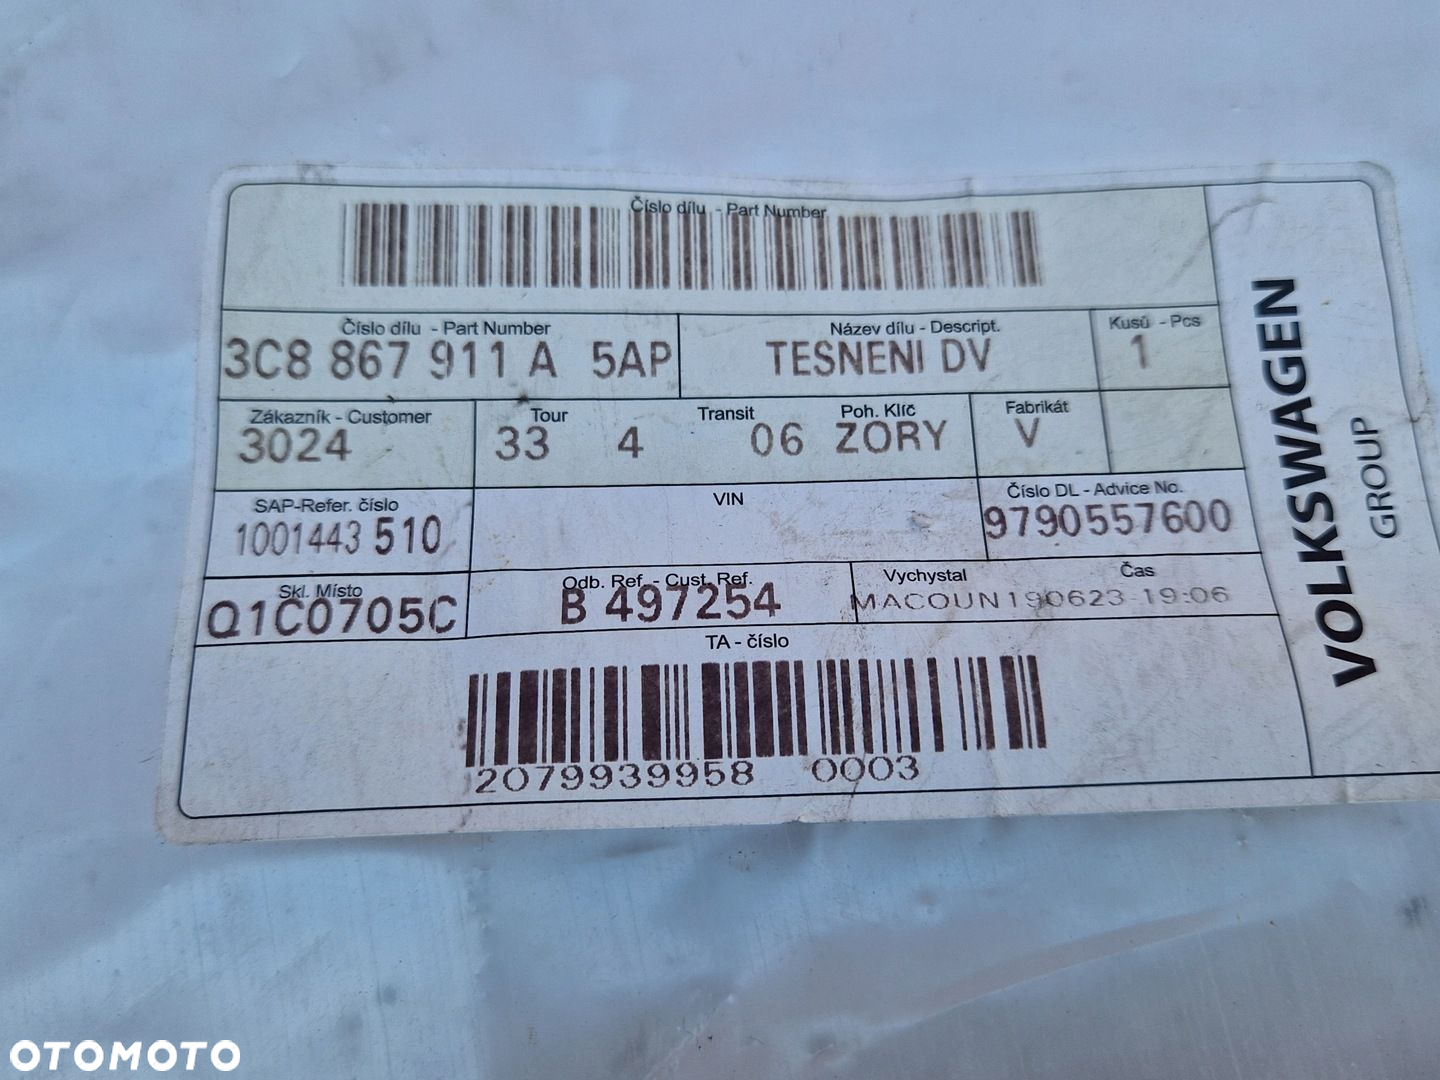 Číslo dílu - Part Number
Číslo dílu - Part Number
3C8 867 911 A 5AP
Název dílu - Descript.
TESNENI DV
Kusů - Pcs
1
Zákazník - Customer
3024
Tour
33 4
Transit
06
Poh. Klíč
ZORY
Fabrikát
V
SAP-Refer. číslo
1001443 510
VIN
Číslo DL - Advice No.
9790557600
Skl. Místo
Q1C0705C
Odb. Ref. - Cust. Ref.
B 497254
Vychystal
Čas
MACOUN190623 19:06
TA - číslo
2079939958 0003
VOLKSWAGEN
GROUP
OTOMOTO